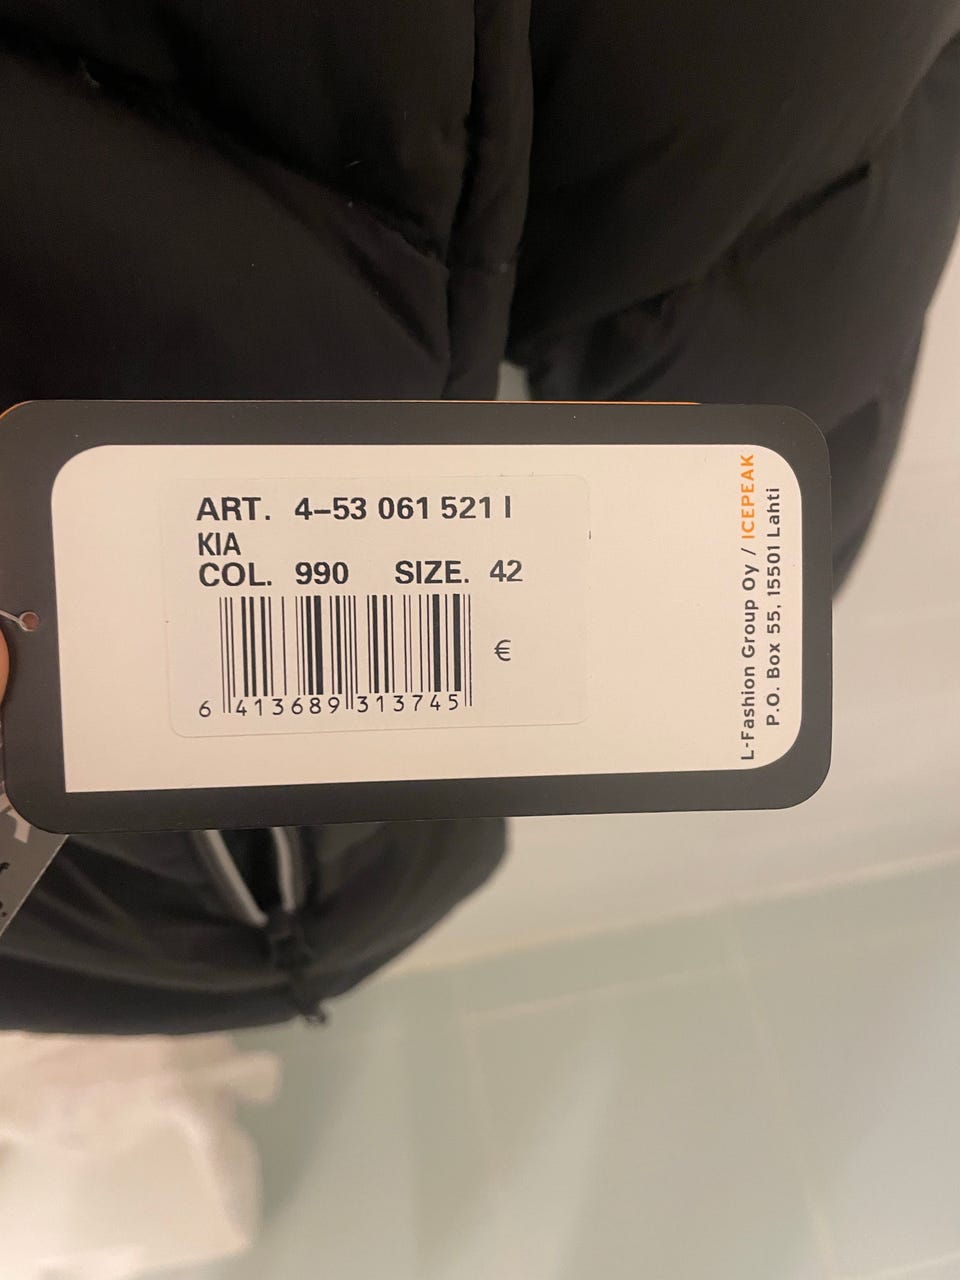 ART. 4-53 061 521 I
KIA
COL. 990 SIZE. 42
€
6 413689 313745
L-Fashion Group Oy / ICEPEAK
P.O. Box 55, 15501 Lahti